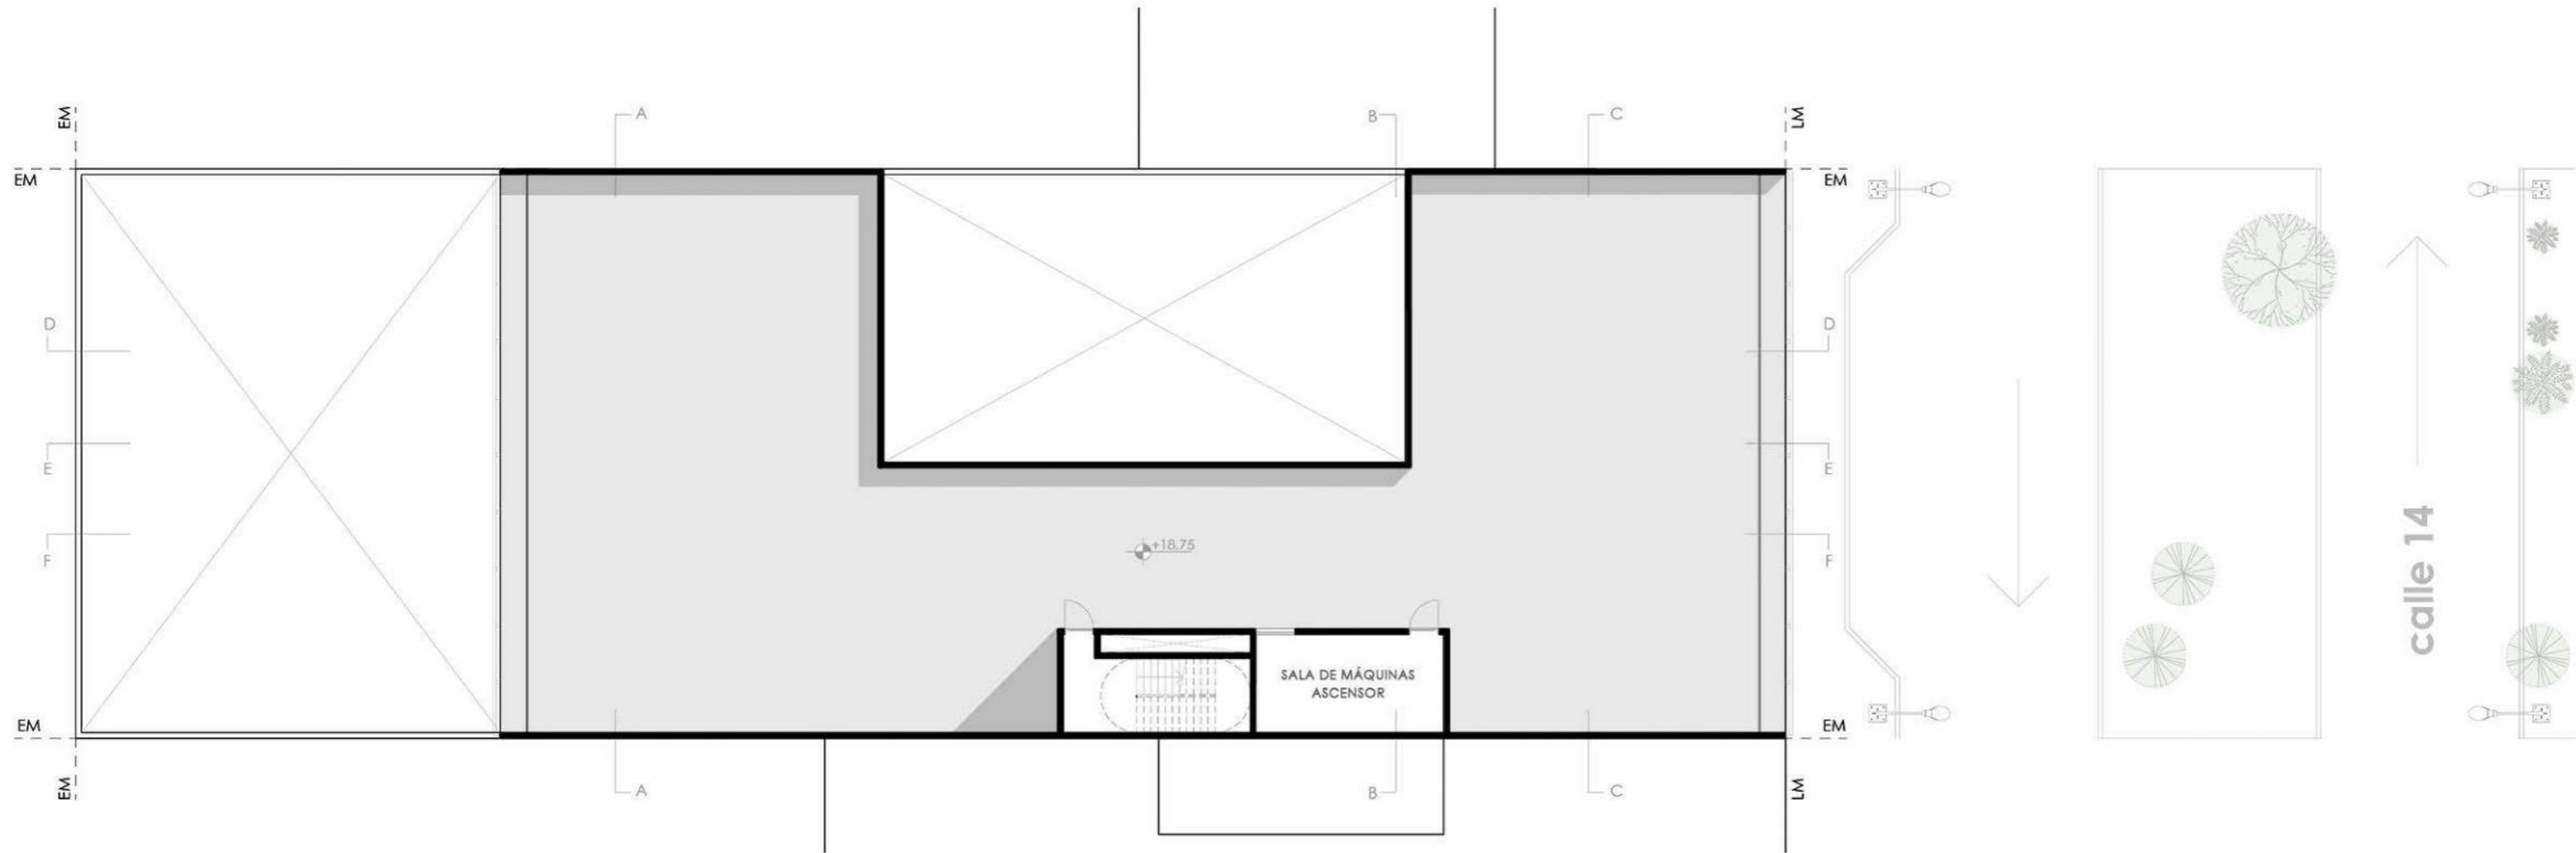 EM
LM
A
B
C
EM
EM
D
D
E
E
F
F
+18.75
calle 14
SALA DE MÁQUINAS
ASCENSOR
EM
EM
EM
LM
A
B
C